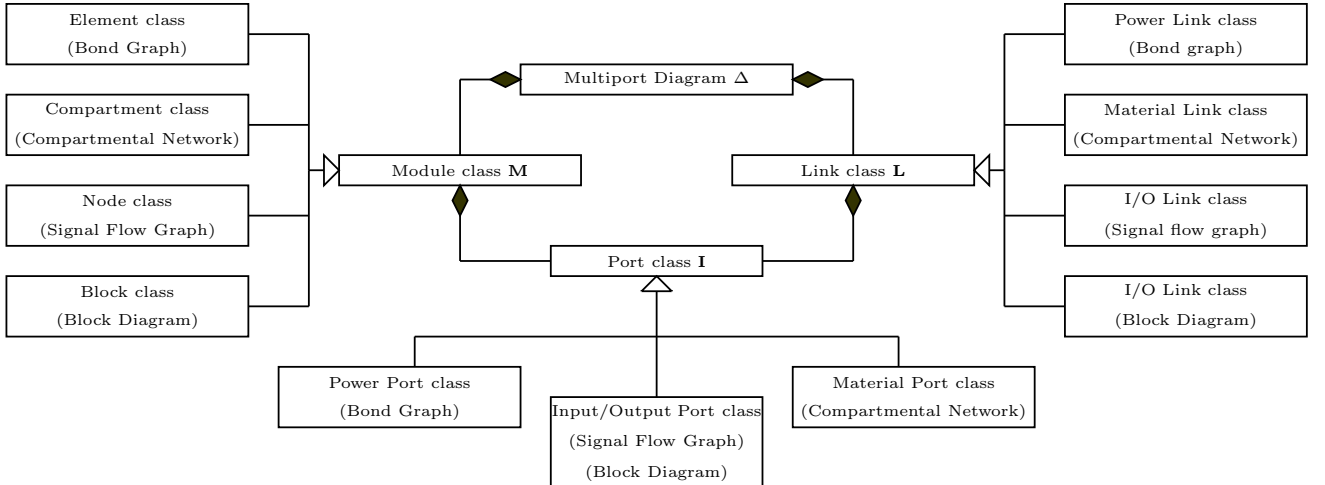 Element class
(Bond Graph)
Compartment class
(Compartmental Network)
Node class
(Signal Flow Graph)
Block class
(Block Diagram)
Multiport Diagram Δ
Module class M
Link class L
Port class I
Power Port class
(Bond Graph)
Input/Output Port class
(Signal Flow Graph)
(Block Diagram)
Material Port class
(Compartmental Network)
Power Link class
(Bond graph)
Material Link class
(Compartmental Network)
I/O Link class
(Signal flow graph)
I/O Link class
(Block Diagram)